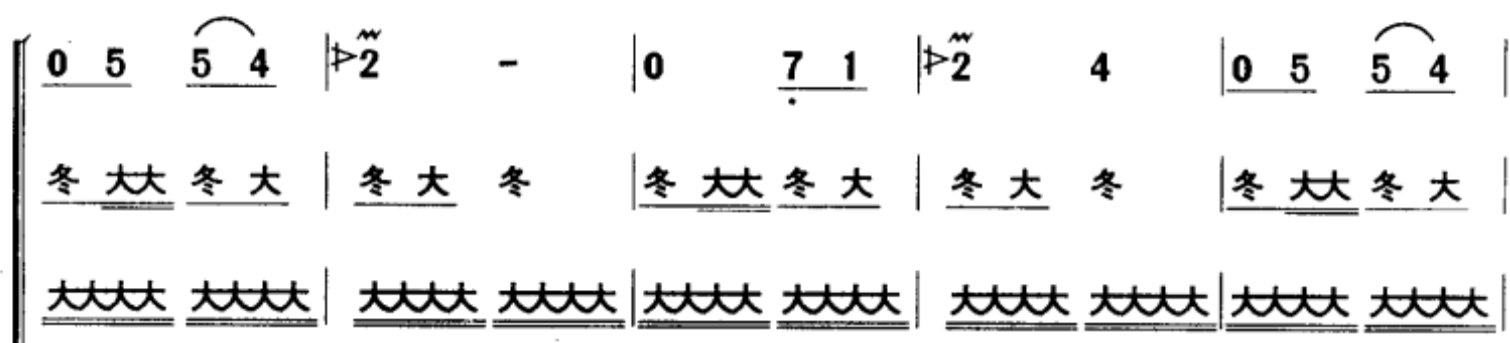 0 5 5 4 | 2 - | 0 7 1 | 2 4 | 0 5 5 4 |
冬 大大 冬 大 | 冬 大 冬 | 冬 大大 冬 大 | 冬 大 冬 | 冬 大大 冬 大 |
大大大大 大大大大 | 大大大大 大大大大 | 大大大大 大大大大 | 大大大大 大大大大 | 大大大大 大大大大 |